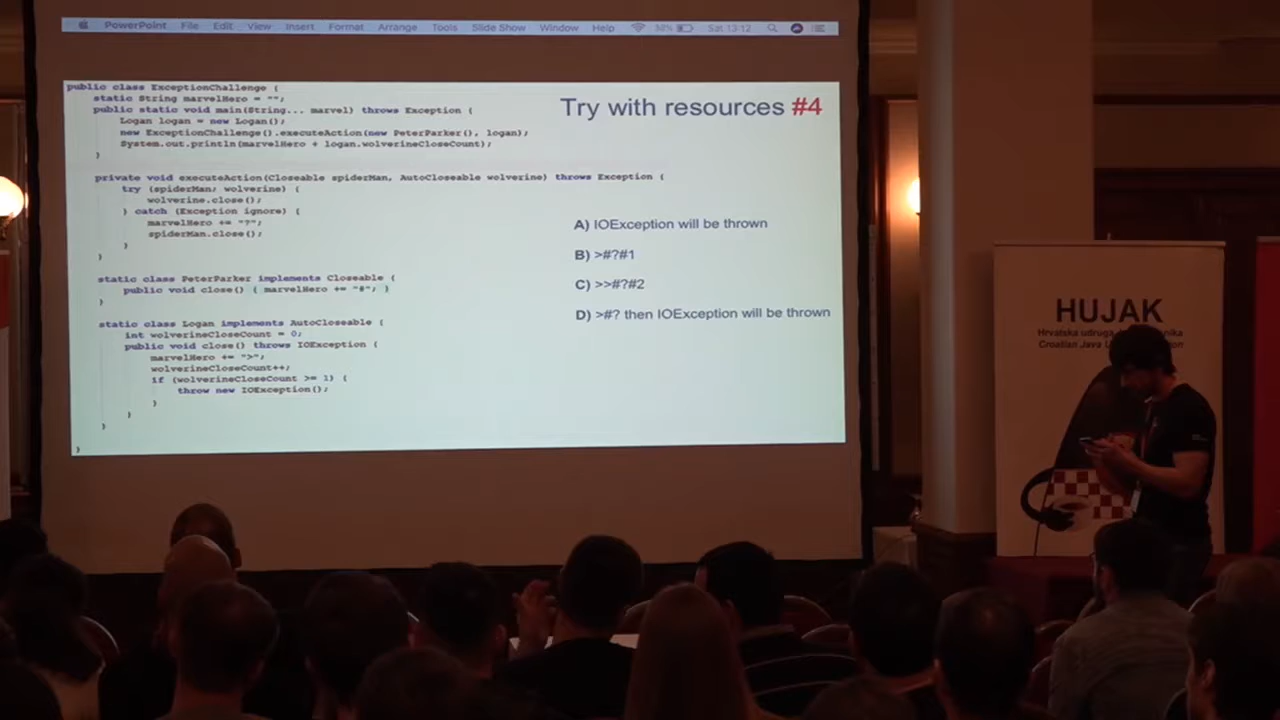 PowerPoint File Edit View Insert Format Arrange Tools Slide Show Window Help 38% Sat 13:12
Try with resources #4
public class ExceptionChallenge {
static String marvelHero = "";
public static void main(String... marvel) throws Exception {
Logan logan = new Logan();
new ExceptionChallenge().executeAction(new PeterParker(), logan);
System.out.println(marvelHero + logan.wolverineCloseCount);
}
private void executeAction(Closeable spiderMan, AutoCloseable wolverine) throws Exception {
try (spiderMan; wolverine) {
wolverine.close();
} catch (Exception ignore) {
marvelHero += "?";
spiderMan.close();
}
}
static class PeterParker implements Closeable {
public void close() { marvelHero += "#"; }
}
static class Logan implements AutoCloseable {
int wolverineCloseCount = 0;
public void close() throws IOException {
marvelHero += ">";
wolverineCloseCount++;
if (wolverineCloseCount >= 1) {
throw new IOException();
}
}
}
}
A) IOException will be thrown
B) >#?#1
C) >>#?#2
D) >#? then IOException will be thrown
HUJAK
Hrvatska udruga
Croatian Java